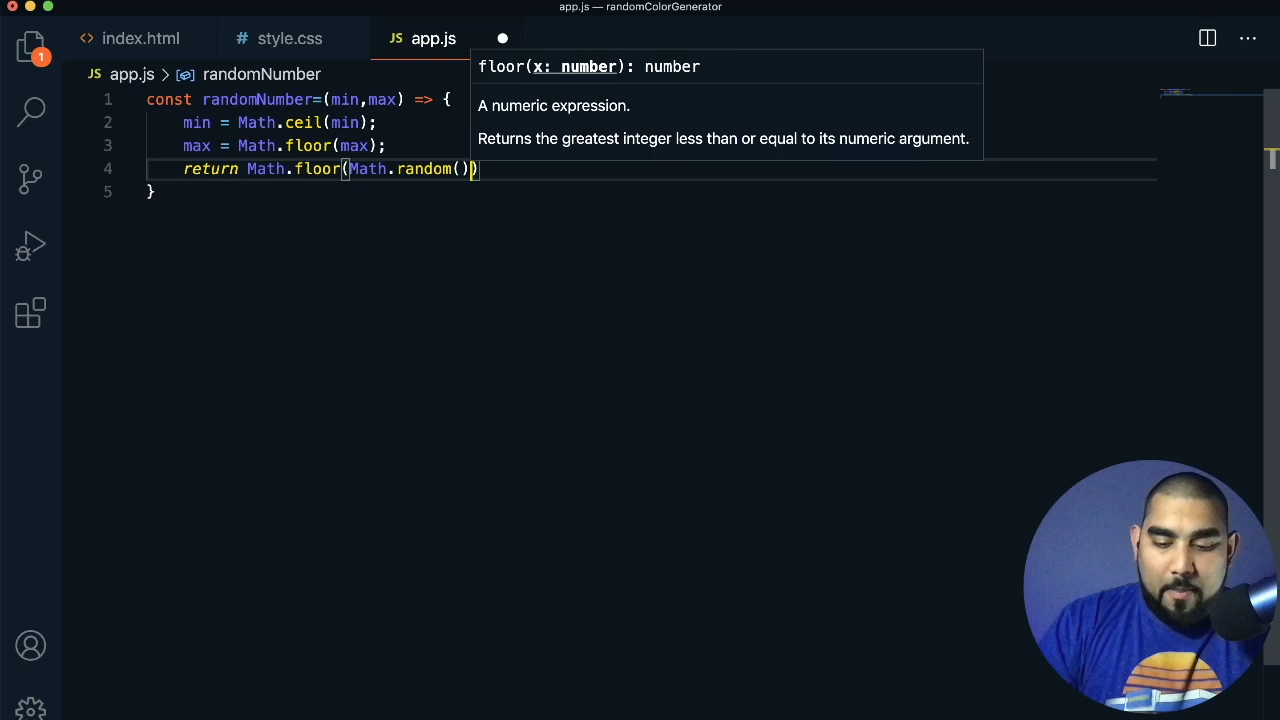 app.js — randomColorGenerator
1
<> index.html
# style.css
JS app.js
JS app.js > randomNumber
floor(x: number): number
A numeric expression.
Returns the greatest integer less than or equal to its numeric argument.
1 const randomNumber=(min,max) => {
2 min = Math.ceil(min);
3 max = Math.floor(max);
4 return Math.floor(Math.random())
5 }